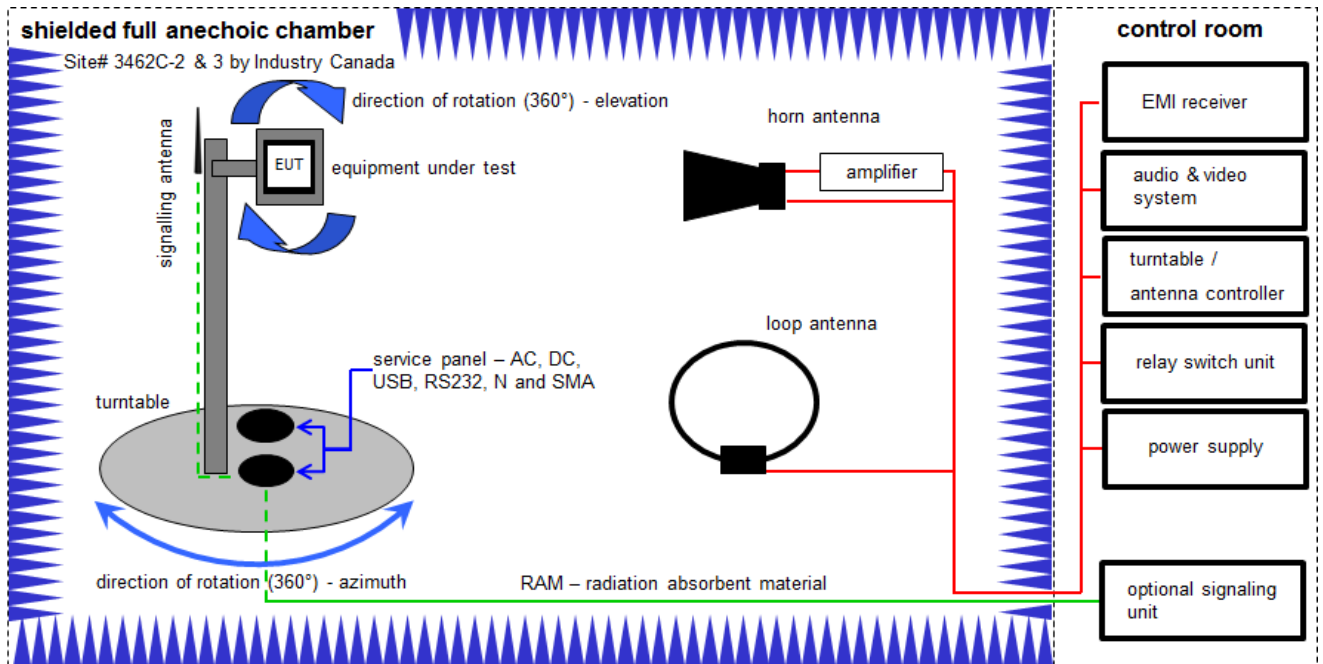 shielded full anechoic chamber
Site# 3462C-2 & 3 by Industry Canada
direction of rotation (360°) - elevation
signalling antenna
EUT
equipment under test
horn antenna
amplifier
loop antenna
service panel – AC, DC,
USB, RS232, N and SMA
turntable
direction of rotation (360°) - azimuth
RAM – radiation absorbent material
control room
EMI receiver
audio & video
system
turntable /
antenna controller
relay switch unit
power supply
optional signaling
unit